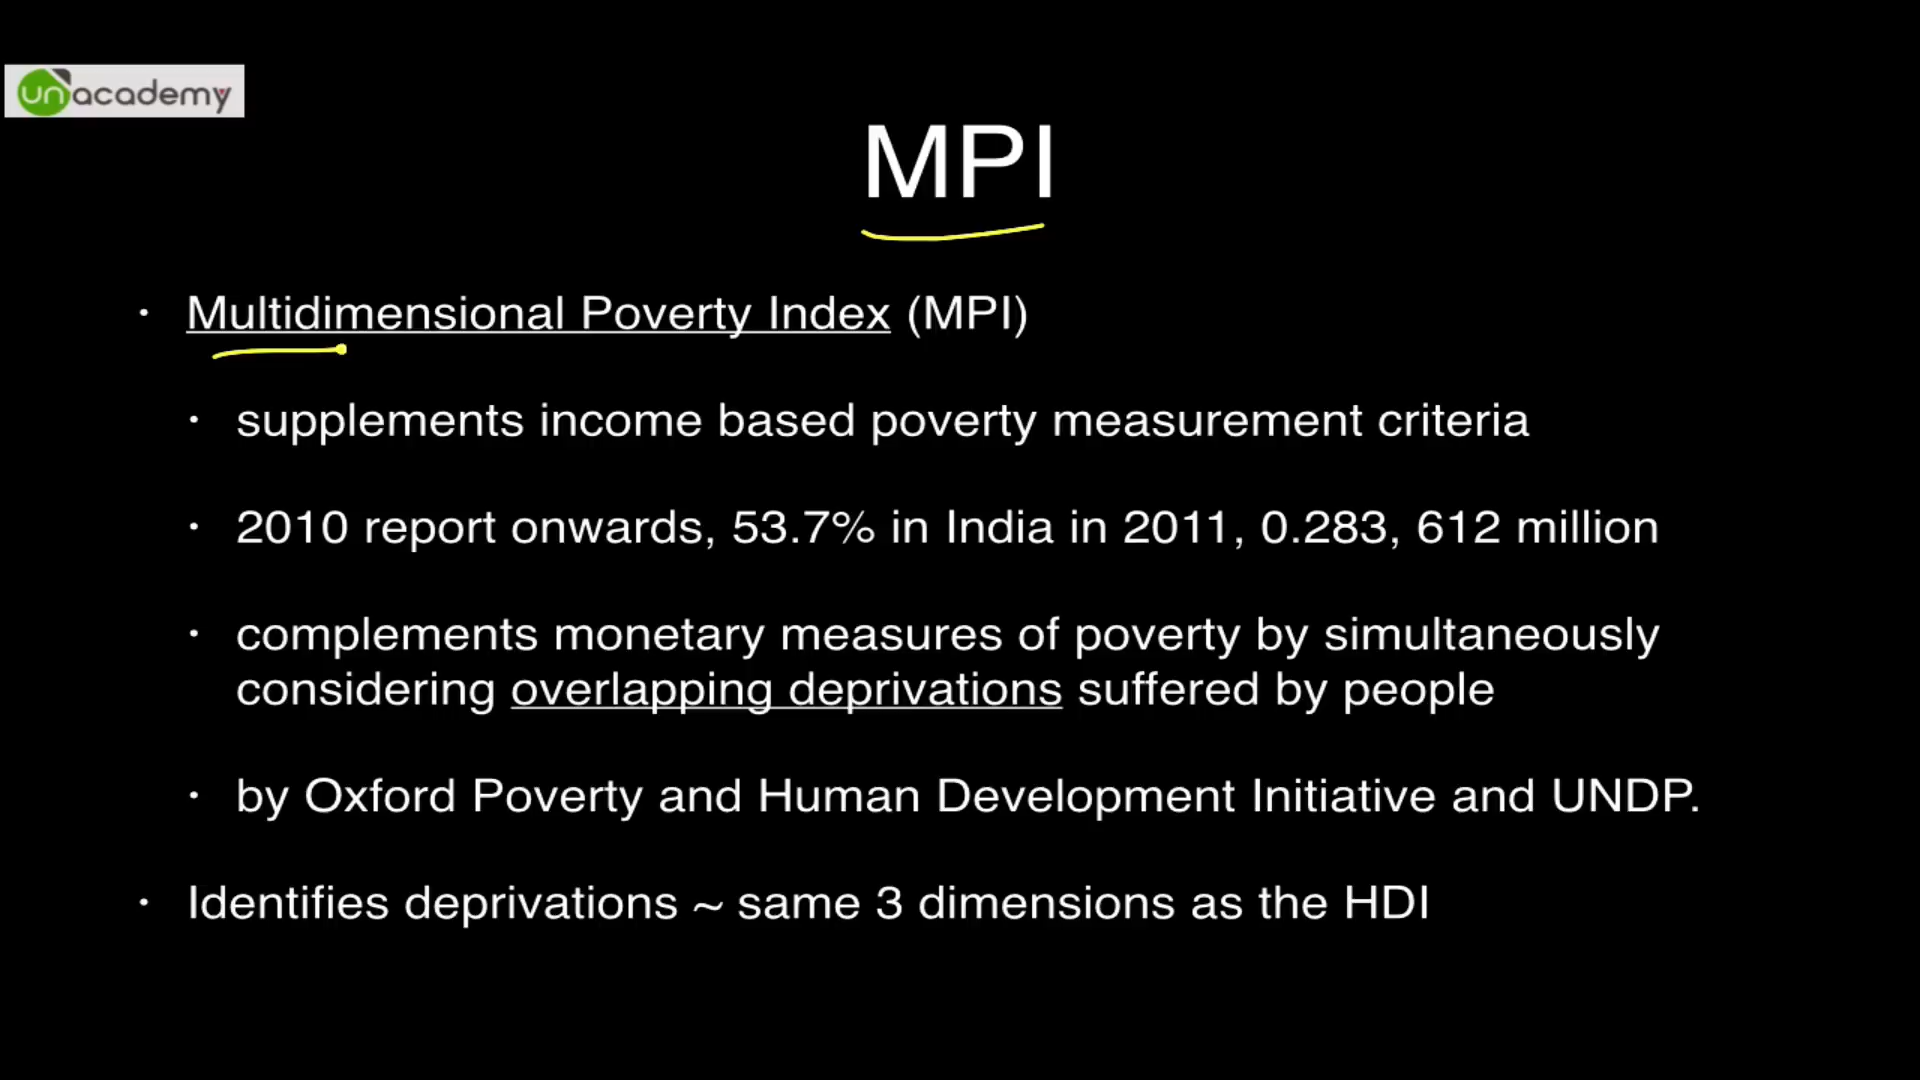 unacademy
MPI
• Multidimensional Poverty Index (MPI)
• supplements income based poverty measurement criteria
• 2010 report onwards, 53.7% in India in 2011, 0.283, 612 million
• complements monetary measures of poverty by simultaneously
considering overlapping deprivations suffered by people
• by Oxford Poverty and Human Development Initiative and UNDP.
• Identifies deprivations ~ same 3 dimensions as the HDI